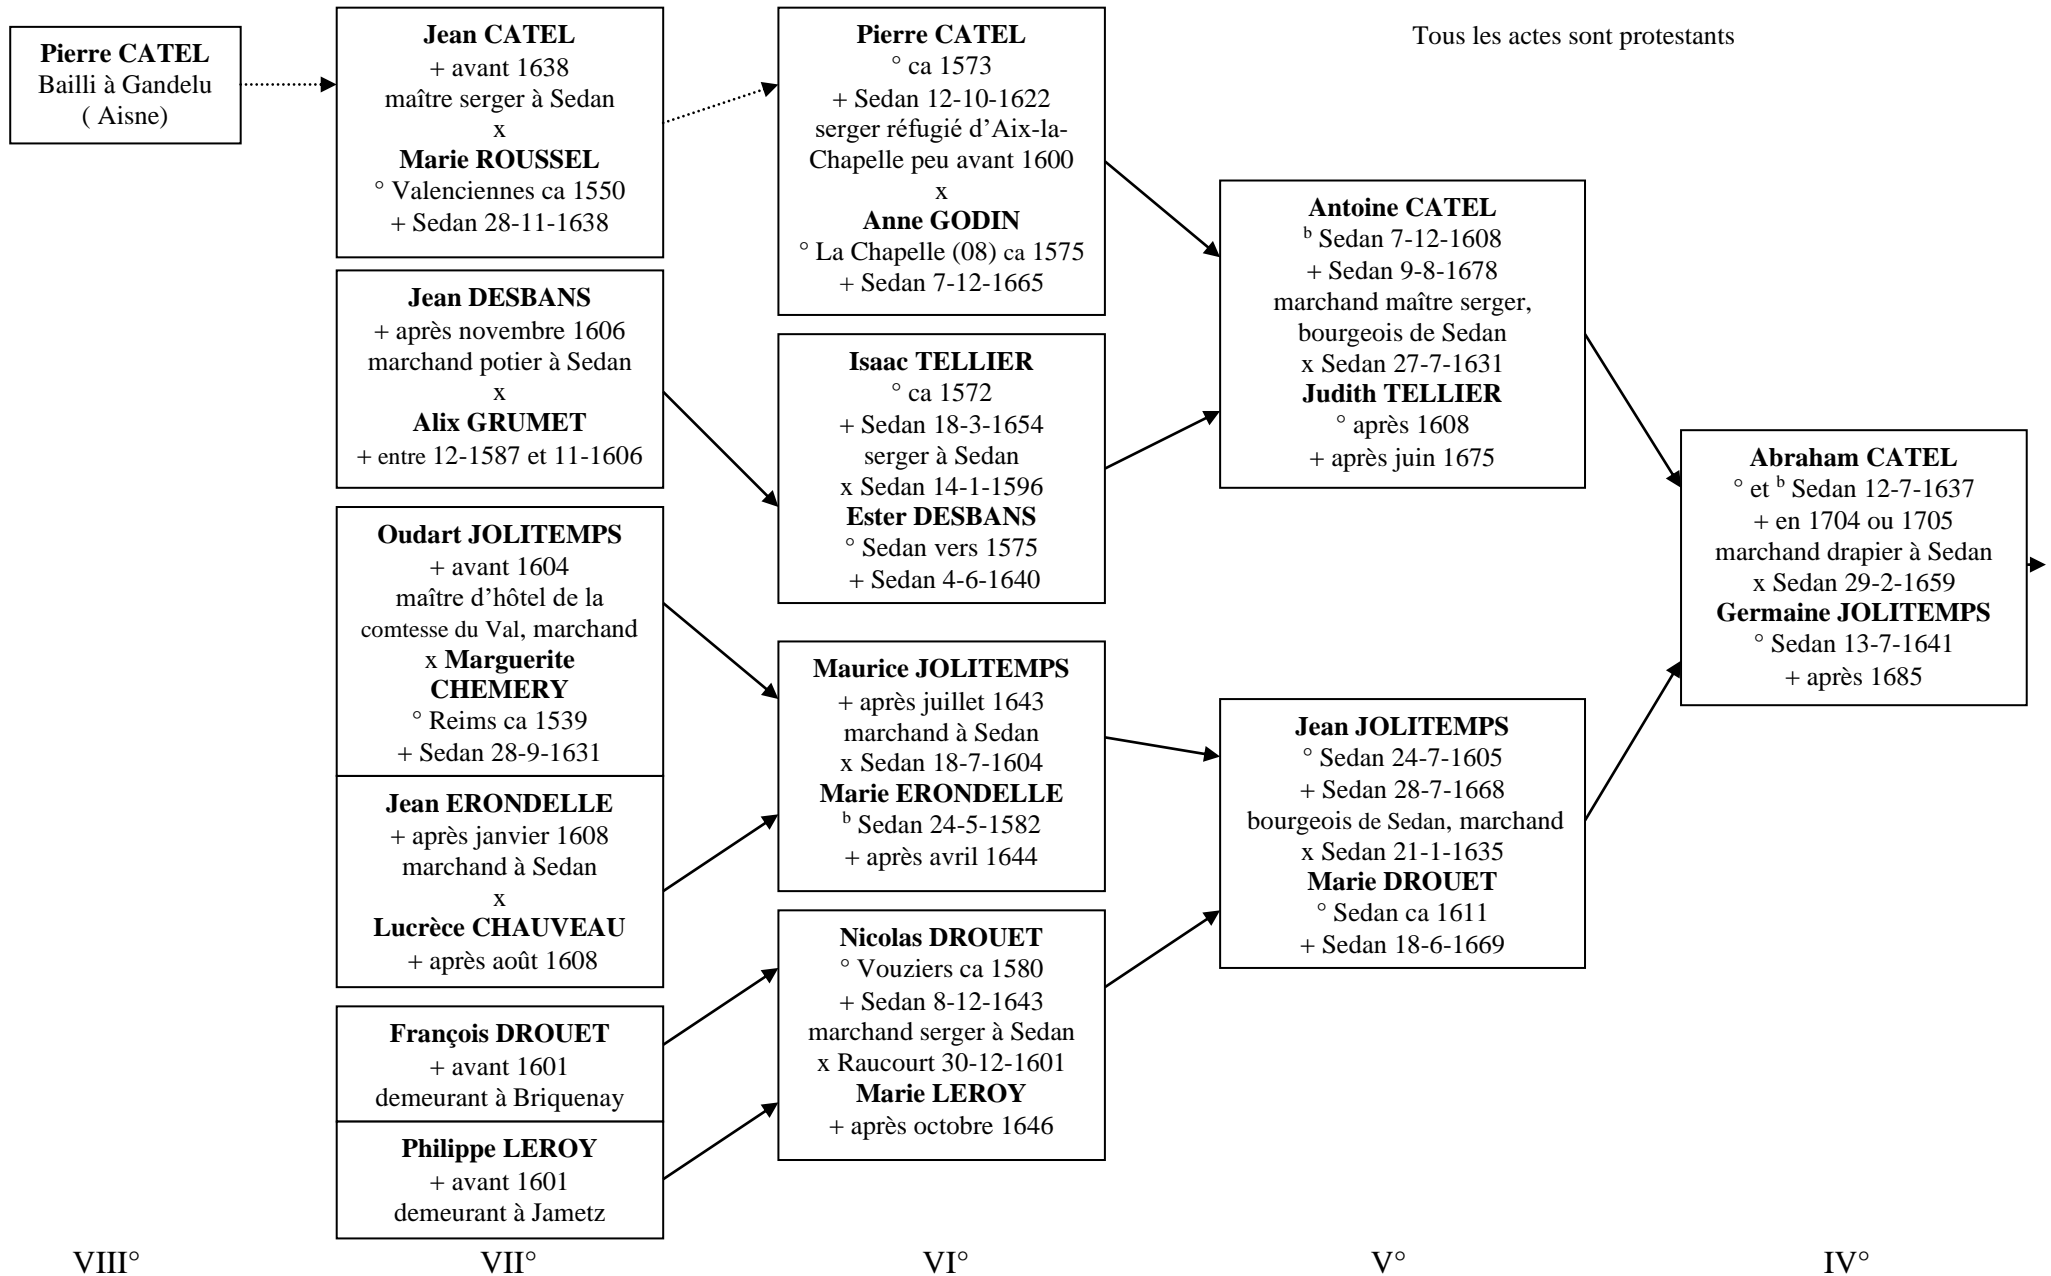 Pierre CATEL
Bailli à Gandelu
( Aisne)
Jean CATEL
+ avant 1638
maître serger à Sedan
x
Marie ROUSSEL
° Valenciennes ca 1550
+ Sedan 28-11-1638
Jean DESBANS
+ après novembre 1606
marchand potier à Sedan
x
Alix GRUMET
+ entre 12-1587 et 11-1606
Oudart JOLITEMPS
+ avant 1604
maître d’hôtel de la
comtesse du Val, marchand
x Marguerite
CHEMERY
° Reims ca 1539
+ Sedan 28-9-1631
Jean ERONDELLE
+ après janvier 1608
marchand à Sedan
x
Lucrèce CHAUVEAU
+ après août 1608
François DROUET
+ avant 1601
demeurant à Briquenay
Philippe LEROY
+ avant 1601
demeurant à Jametz
Pierre CATEL
° ca 1573
+ Sedan 12-10-1622
serger réfugié d’Aix-la-
Chapelle peu avant 1600
x
Anne GODIN
° La Chapelle (08) ca 1575
+ Sedan 7-12-1665
Isaac TELLIER
° ca 1572
+ Sedan 18-3-1654
serger à Sedan
x Sedan 14-1-1596
Ester DESBANS
° Sedan vers 1575
+ Sedan 4-6-1640
Maurice JOLITEMPS
+ après juillet 1643
marchand à Sedan
x Sedan 18-7-1604
Marie ERONDELLE
b Sedan 24-5-1582
+ après avril 1644
Nicolas DROUET
° Vouziers ca 1580
+ Sedan 8-12-1643
marchand serger à Sedan
x Raucourt 30-12-1601
Marie LEROY
+ après octobre 1646
Tous les actes sont protestants
Antoine CATEL
b Sedan 7-12-1608
+ Sedan 9-8-1678
marchand maître serger,
bourgeois de Sedan
x Sedan 27-7-1631
Judith TELLIER
° après 1608
+ après juin 1675
Jean JOLITEMPS
° Sedan 24-7-1605
+ Sedan 28-7-1668
bourgeois de Sedan, marchand
x Sedan 21-1-1635
Marie DROUET
° Sedan ca 1611
+ Sedan 18-6-1669
Abraham CATEL
° et b Sedan 12-7-1637
+ en 1704 ou 1705
marchand drapier à Sedan
x Sedan 29-2-1659
Germaine JOLITEMPS
° Sedan 13-7-1641
+ après 1685
VIII° VII° VI° V° IV°